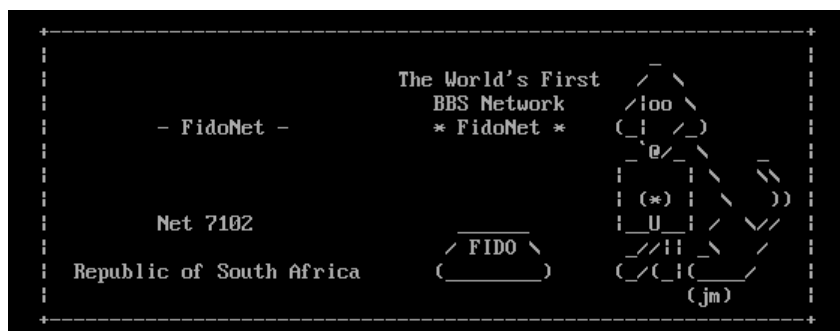 The World's First
BBS Network
- FidoNet - * FidoNet *
Net 7102
FIDO
Republic of South Africa
(jm)